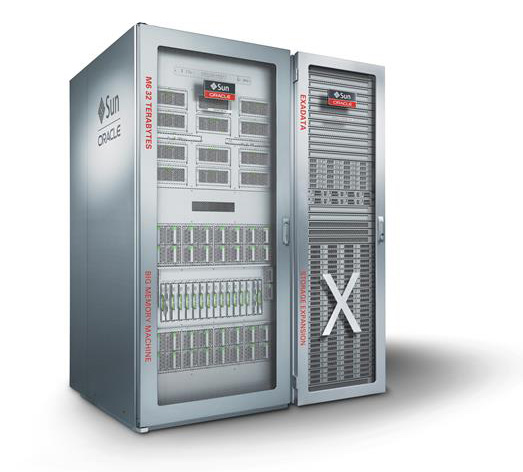 Sun
ORACLE
M6 32 TERABYTES
BIG MEMORY MACHINE
Sun
ORACLE
EXADATA
STORAGE EXPANSION
Sun
ORACLE
X